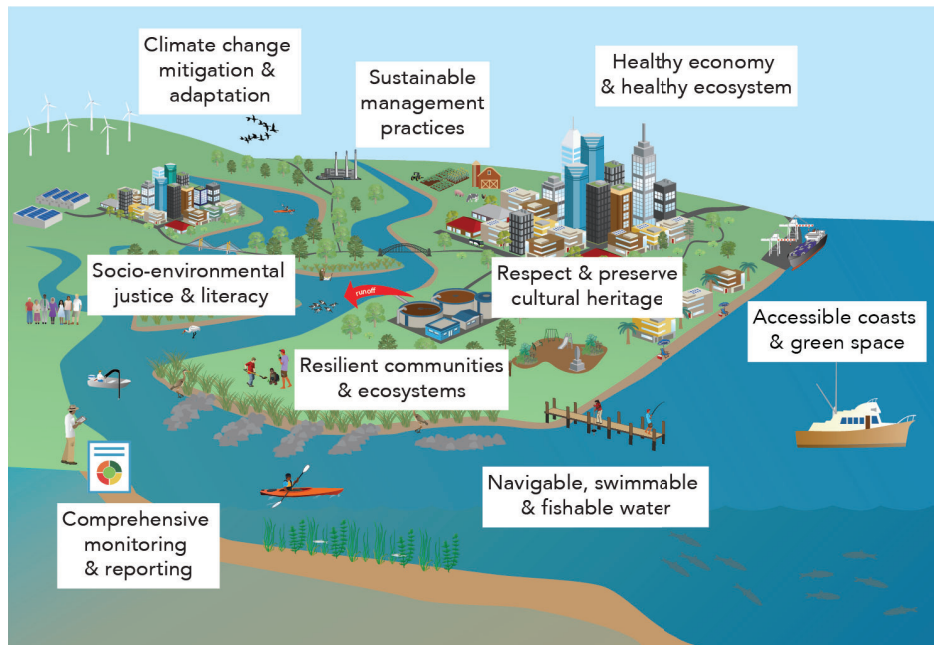 Climate change
mitigation &
adaptation
Sustainable
management
practices
Healthy economy
& healthy ecosystem
Socio-environmental
justice & literacy
runoff
Respect & preserve
cultural heritage
Accessible coasts
& green space
Resilient communities
& ecosystems
Navigable, swimmable
& fishable water
Comprehensive
monitoring
& reporting